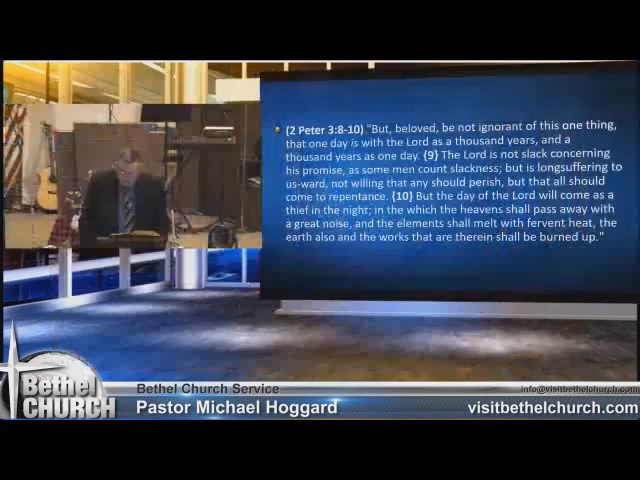 (2 Peter 3:8-10) "But, beloved, be not ignorant of this one thing,
that one day is with the Lord as a thousand years, and a
thousand years as one day. {9} The Lord is not slack concerning
his promise, as some men count slackness; but is longsuffering to
us-ward, not willing that any should perish, but that all should
come to repentance. {10} But the day of the Lord will come as a
thief in the night; in the which the heavens shall pass away with
a great noise, and the elements shall melt with fervent heat, the
earth also and the works that are therein shall be burned up."
Bethel
CHURCH
Bethel Church Service
info@visitbethelchurch.com
Pastor Michael Hoggard
visitbethelchurch.com